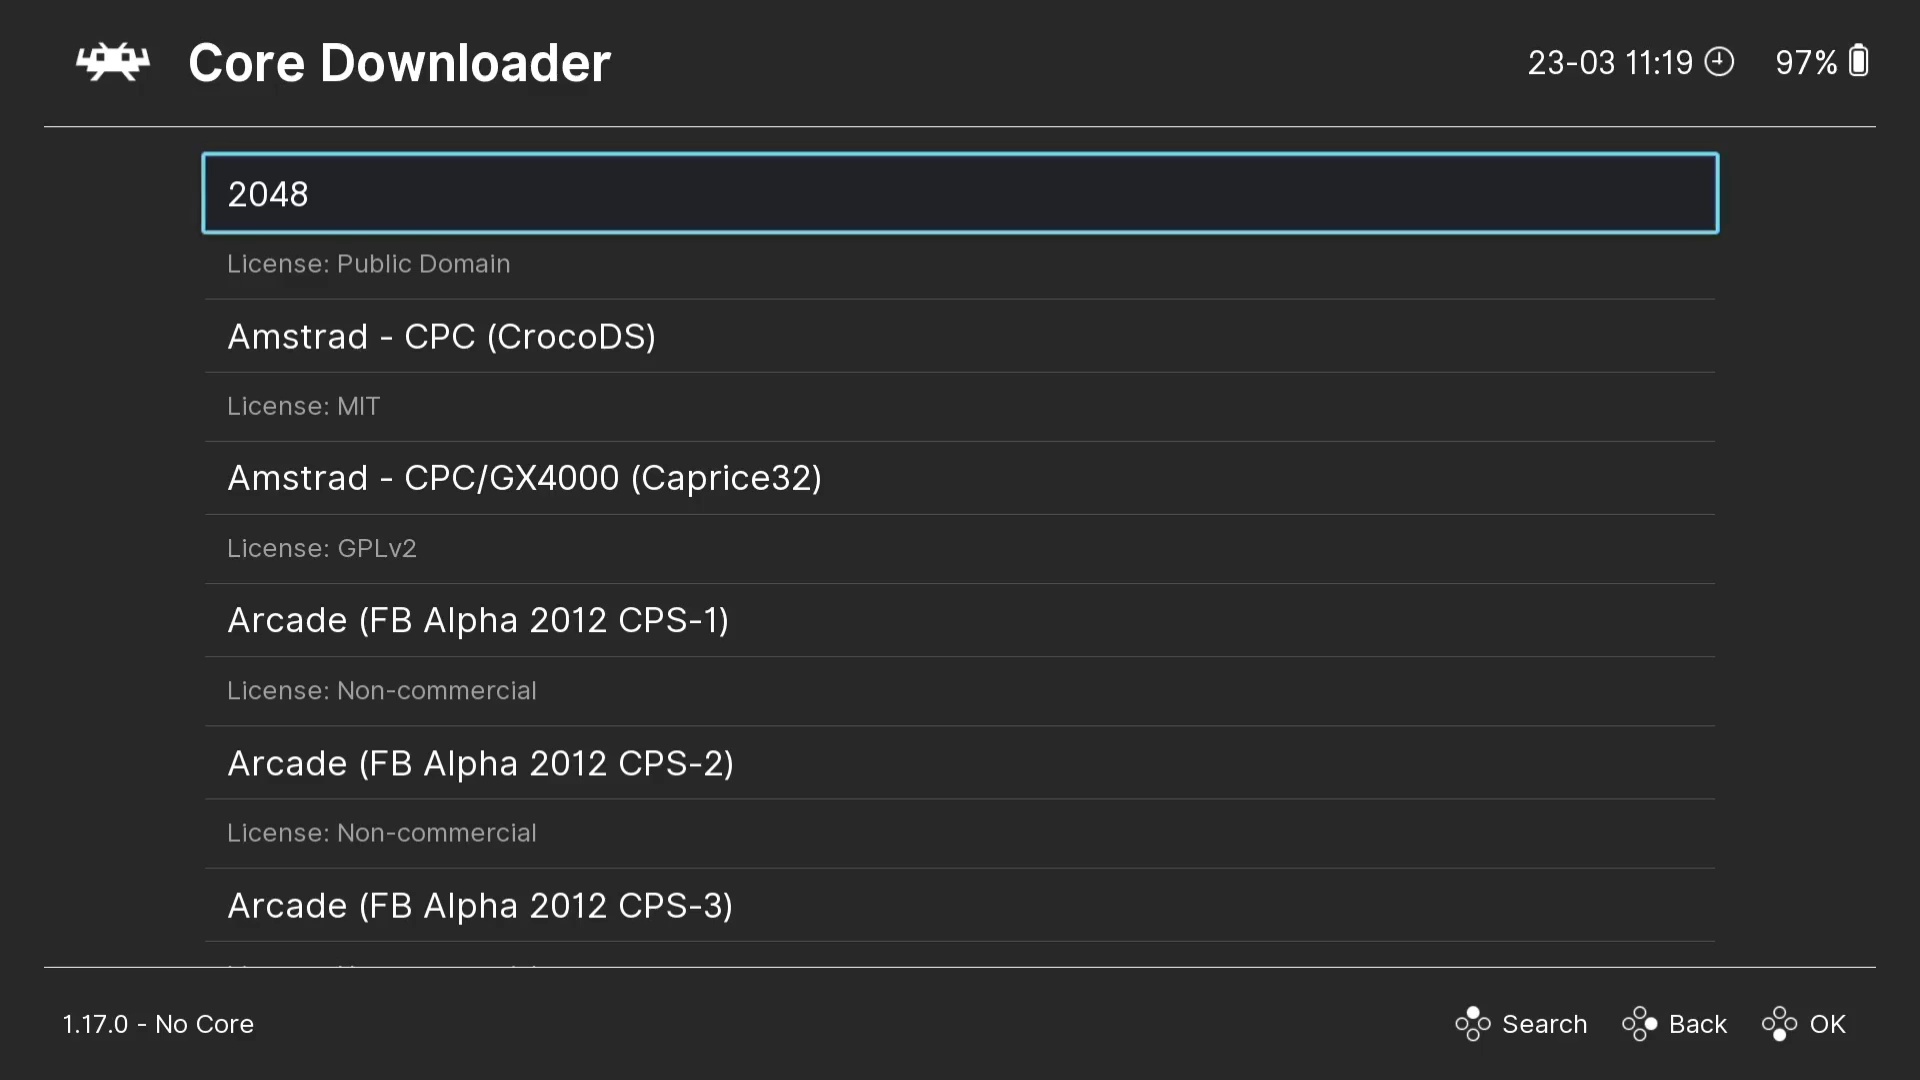 Core Downloader
23-03 11:19
97%
2048
License: Public Domain
Amstrad - CPC (CrocoDS)
License: MIT
Amstrad - CPC/GX4000 (Caprice32)
License: GPLv2
Arcade (FB Alpha 2012 CPS-1)
License: Non-commercial
Arcade (FB Alpha 2012 CPS-2)
License: Non-commercial
Arcade (FB Alpha 2012 CPS-3)
1.17.0 - No Core
Search
Back
OK